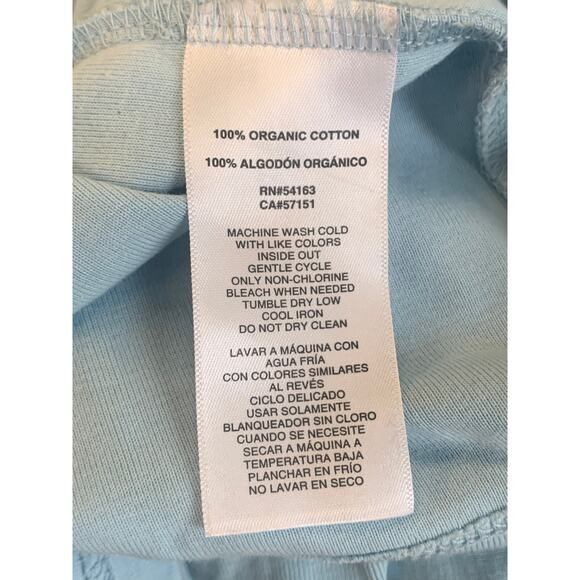 100% ORGANIC COTTON
100% ALGODÓN ORGÁNICO
RN#54163
CA#57151
MACHINE WASH COLD
WITH LIKE COLORS
INSIDE OUT
GENTLE CYCLE
ONLY NON-CHLORINE
BLEACH WHEN NEEDED
TUMBLE DRY LOW
COOL IRON
DO NOT DRY CLEAN
LAVAR A MÁQUINA CON
AGUA FRÍA
CON COLORES SIMILARES
AL REVÉS
CICLO DELICADO
USAR SOLAMENTE
BLANQUEADOR SIN CLORO
CUANDO SE NECESITE
SECAR A MÁQUINA A
TEMPERATURA BAJA
PLANCHAR EN FRÍO
NO LAVAR EN SECO